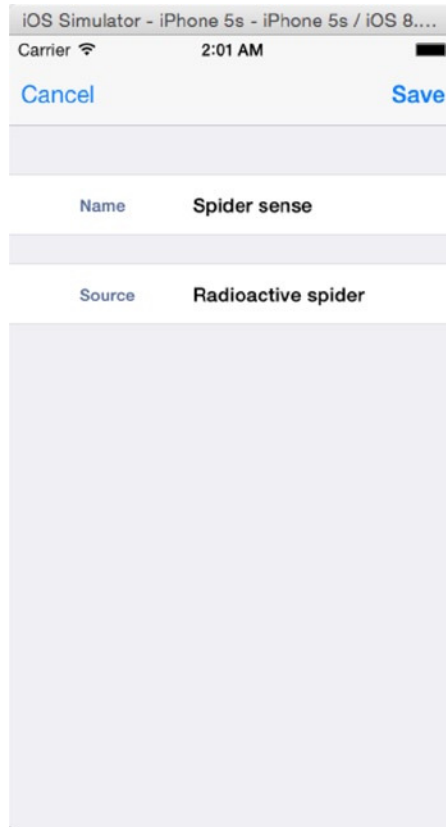 iOS Simulator - iPhone 5s - iPhone 5s / iOS 8....
Carrier 2:01 AM
Cancel Save
Name Spider sense
Source Radioactive spider